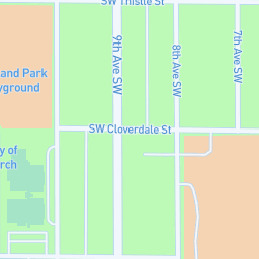 SW Thistle St
9th Ave SW
8th Ave SW
7th Ave SW
and Park
yground
SW Cloverdale St
y of
rch